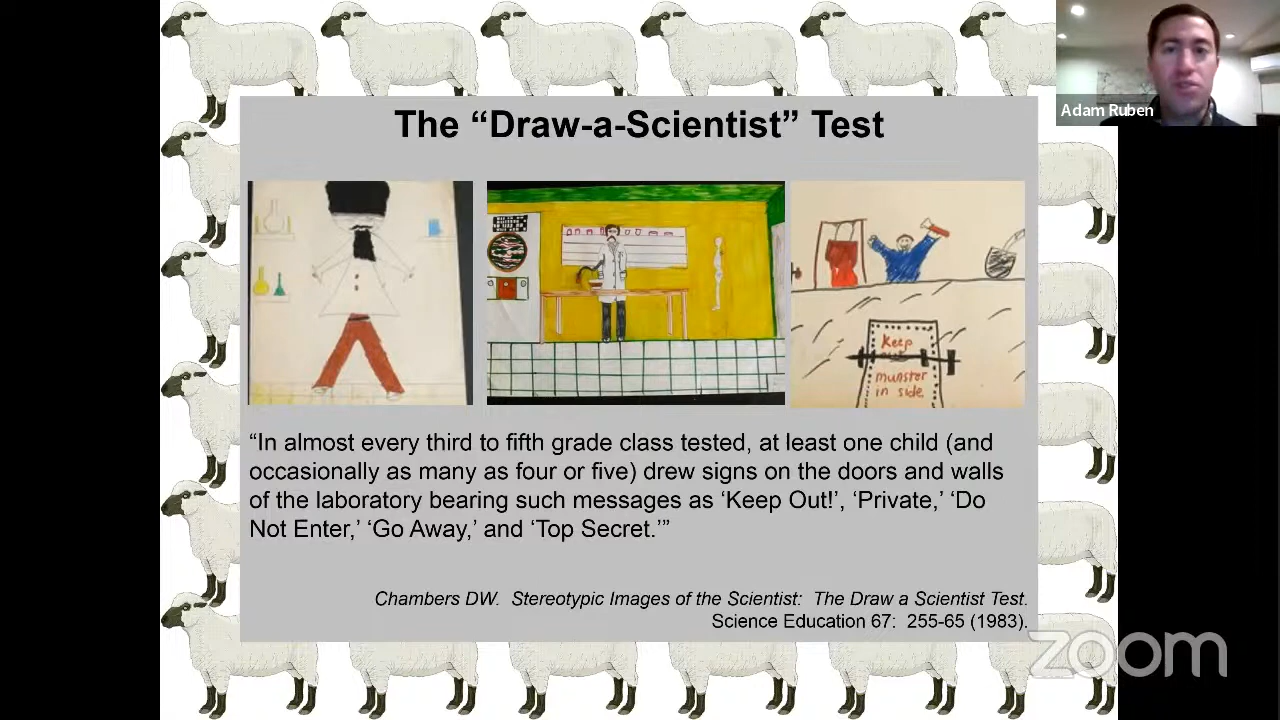 The “Draw-a-Scientist” Test
Adam Ruben
Keep
munster
in side.
“In almost every third to fifth grade class tested, at least one child (and
occasionally as many as four or five) drew signs on the doors and walls
of the laboratory bearing such messages as ‘Keep Out!’, ‘Private,’ ‘Do
Not Enter,’ ‘Go Away,’ and ‘Top Secret.’”
Chambers DW. Stereotypic Images of the Scientist: The Draw a Scientist Test.
Science Education 67: 255-65 (1983).
zoom